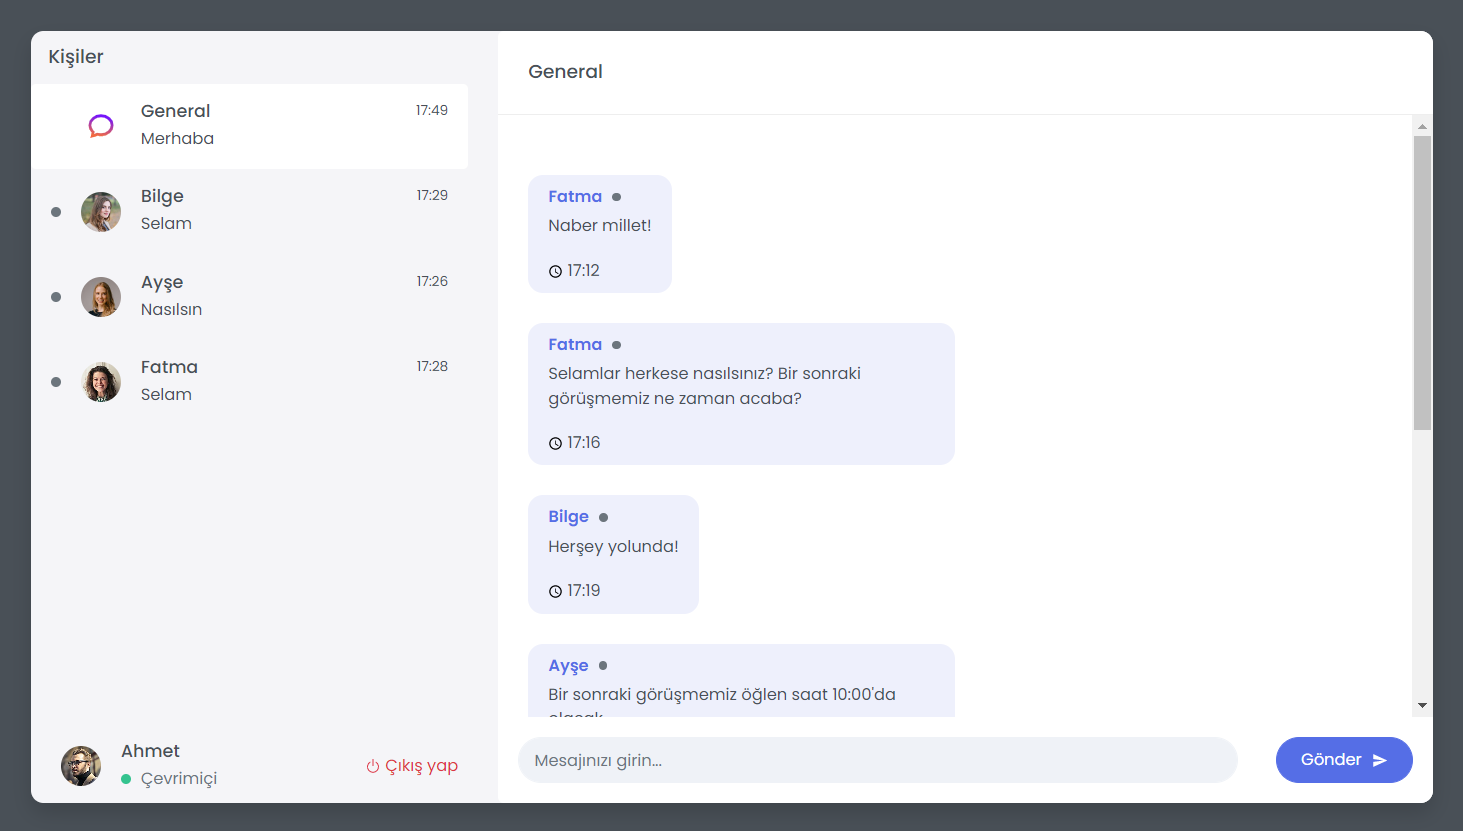 Kişiler
General
17:49
Merhaba
Bilge
17:29
Selam
Ayşe
17:26
Nasılsın
Fatma
17:28
Selam
Ahmet
Çevrimiçi
Çıkış yap
General
Fatma
Naber millet!
17:12
Fatma
Selamlar herkese nasılsınız? Bir sonraki
görüşmemiz ne zaman acaba?
17:16
Bilge
Herşey yolunda!
17:19
Ayşe
Bir sonraki görüşmemiz öğlen saat 10:00'da
Mesajınızı girin...
Gönder